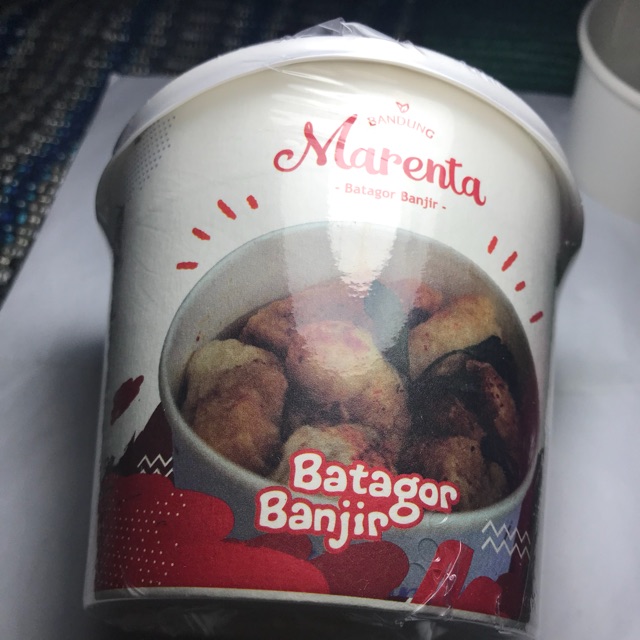 BANDUNG
Marenta
- Batagor Banjir -
Batagor
Banjir